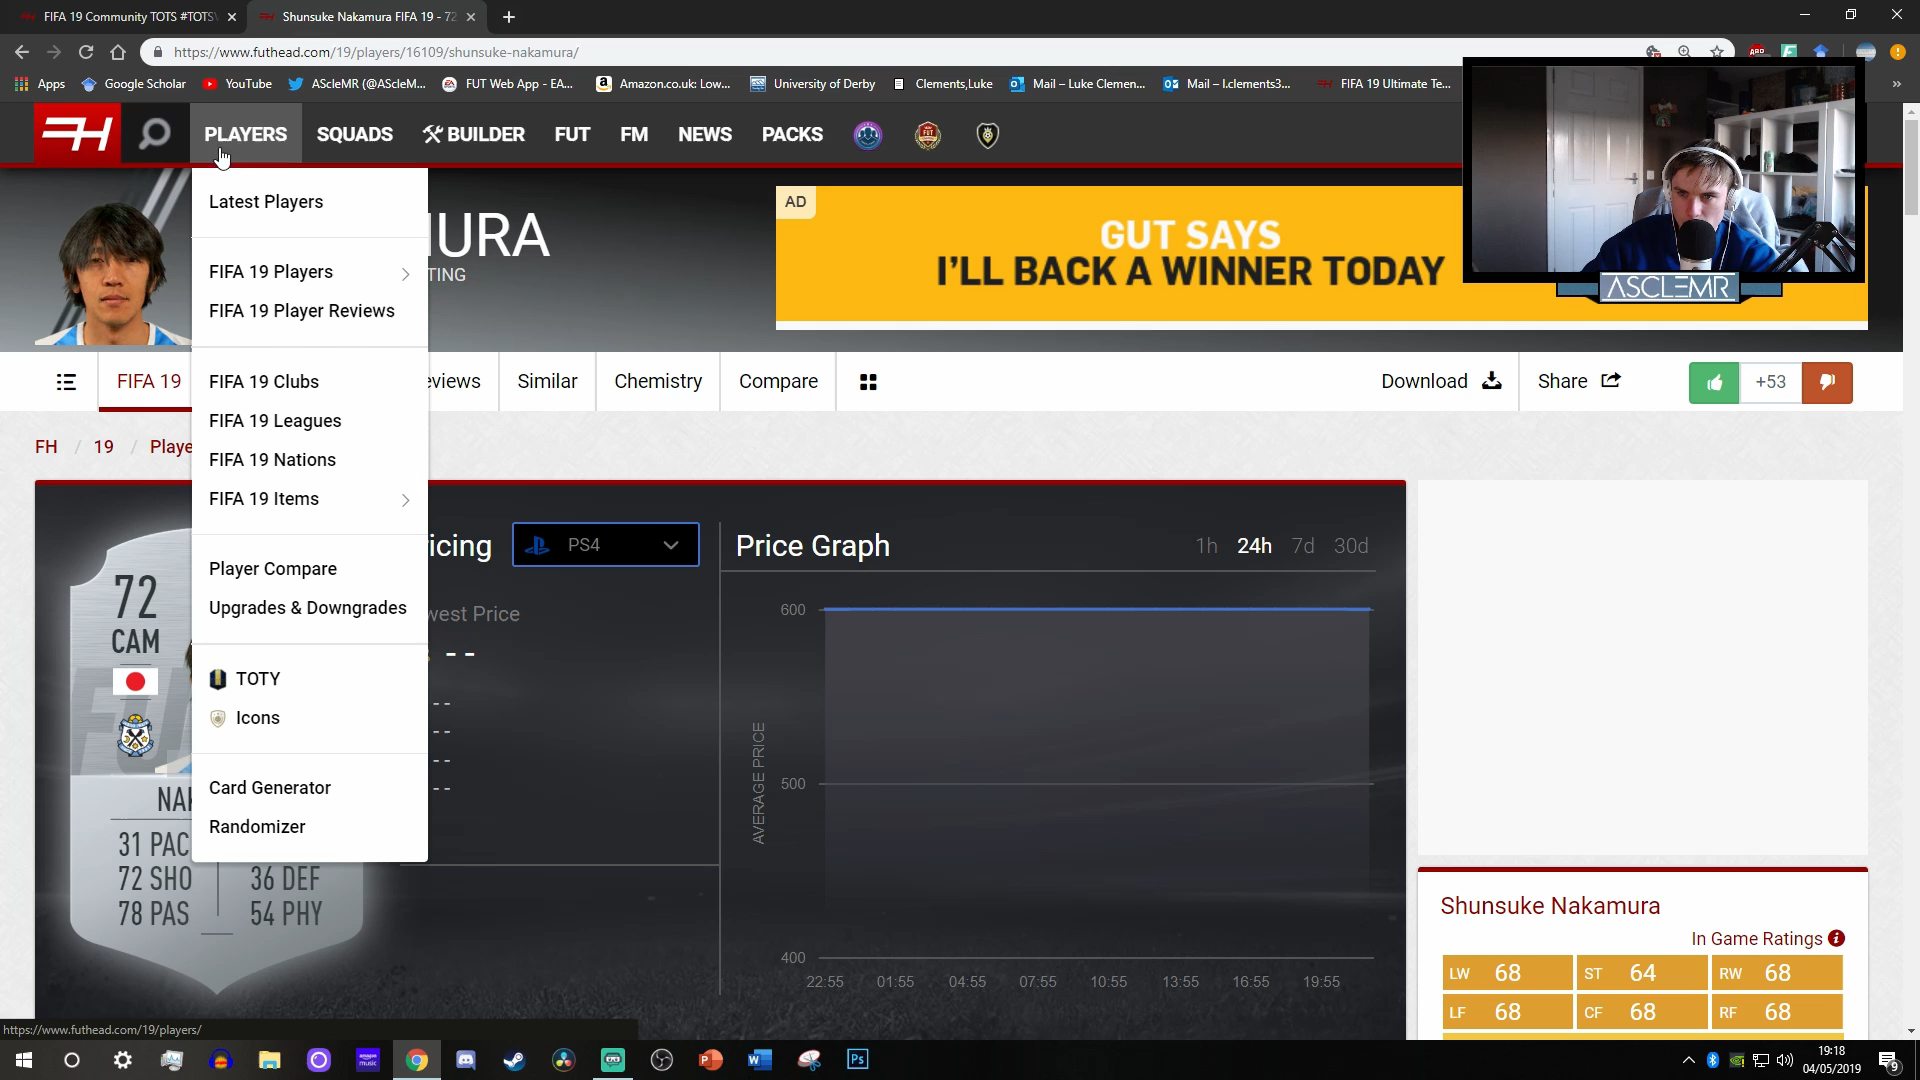 FIFA 19 Community TOTS #TOTSW
Shunsuke Nakamura FIFA 19 - 72
https://www.futhead.com/19/players/16109/shunsuke-nakamura/
ABP
Apps
Google Scholar
YouTube
AScleMR (@AScleM...
FUT Web App - EA...
Amazon.co.uk: Low...
University of Derby
Clements,Luke
Mail – Luke Clemen...
Mail – l.clements3...
FIFA 19 Ultimate Te...
PLAYERS
SQUADS
BUILDER
FUT
FM
NEWS
PACKS
Latest Players
FIFA 19 Players
FIFA 19 Player Reviews
FIFA 19 Clubs
FIFA 19 Leagues
FIFA 19 Nations
FIFA 19 Items
Player Compare
Upgrades & Downgrades
TOTY
Icons
Card Generator
Randomizer
URA
TING
AD
GUT SAYS
I'LL BACK A WINNER TODAY
ASCLEMR
FIFA 19
eviews
Similar
Chemistry
Compare
Download
Share
+53
FH / 19 / Playe
72
CAM
NA
31 PAC
72 SHO
78 PAS
36 DEF
54 PHY
icing
PS4
west Price
--
--
--
--
--
Price Graph
1h 24h 7d 30d
AVERAGE PRICE
600
500
400
22:55 01:55 04:55 07:55 10:55 13:55 16:55 19:55
Shunsuke Nakamura
In Game Ratings
LW 68 ST 64 RW 68
LF 68 CF 68 RF 68
https://www.futhead.com/19/players/
amazon music
Ps
19:18
04/05/2019
9